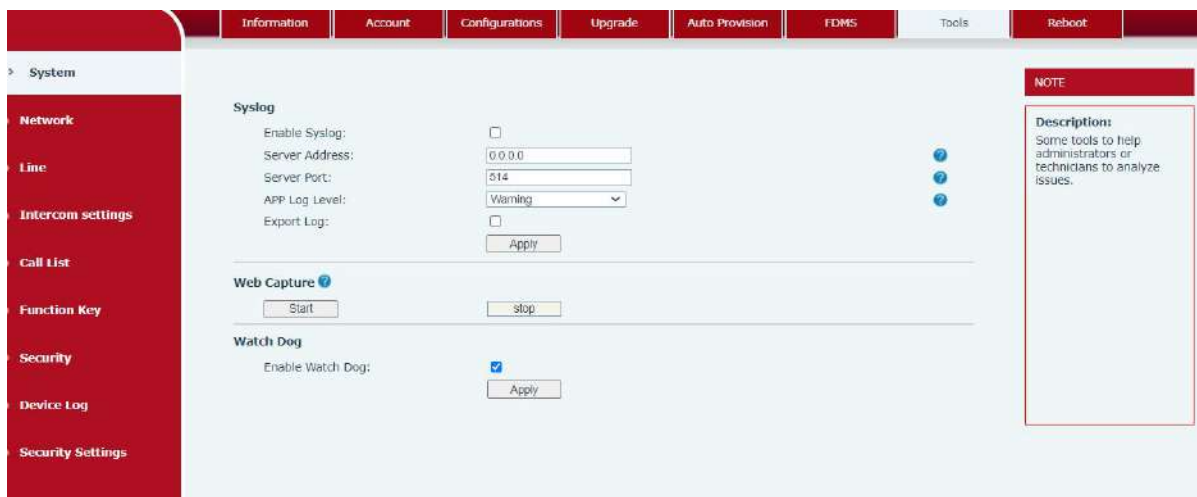 Information Account Configurations Upgrade Auto Provision FDMS Tools Reboot
System
Network
Line
Intercom settings
Call List
Function Key
Security
Device Log
Security Settings
Syslog
Enable Syslog:
Server Address: 0.0.0.0
Server Port: 514
APP Log Level: Warning
Export Log:
Apply
Web Capture
Start stop
Watch Dog
Enable Watch Dog:
Apply
NOTE
Description:
Some tools to help
administrators or
technicians to analyze
issues.